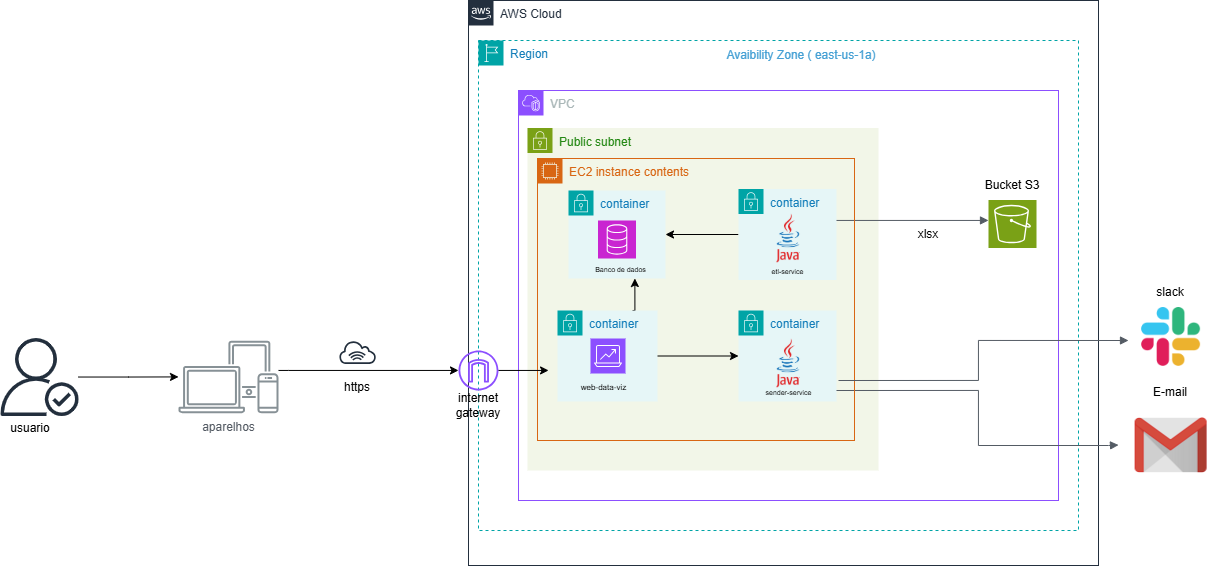 aws
AWS Cloud
Region
Avaibility Zone ( east-us-1a)
VPC
Public subnet
EC2 instance contents
container
Banco de dados
container
Java
etl-service
xlsx
Bucket S3
container
web-data-viz
container
Java
sender-service
slack
E-mail
https
internet
gateway
usuario
aparelhos